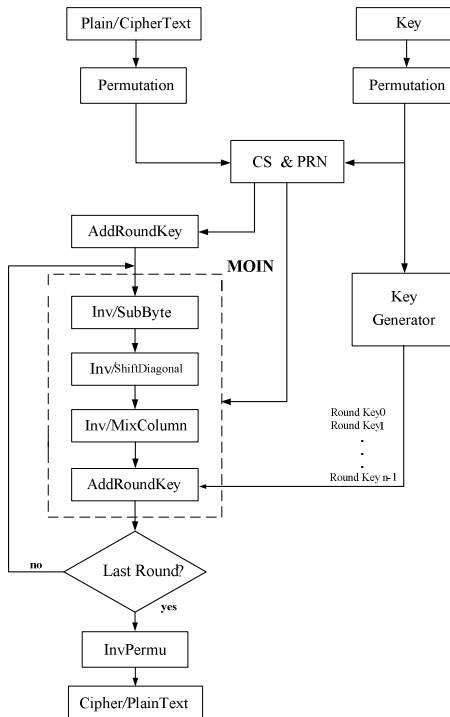 Plain/CipherText
Key
Permutation
Permutation
CS & PRN
AddRoundKey
MOIN
Inv/SubByte
Key
Generator
Inv/ShiftDiagonal
Inv/MixColumn
Round Key0
Round Key1
.
.
.
Round Key n-1
AddRoundKey
Last Round?
no
yes
InvPermu
Cipher/PlainText